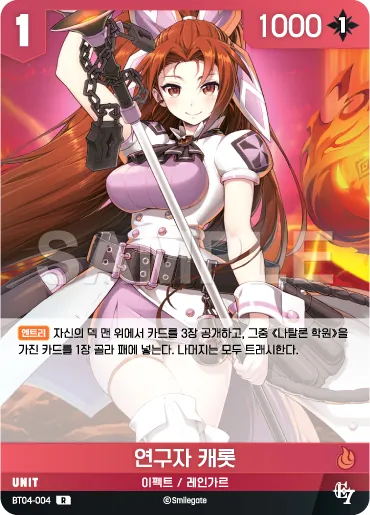 1
1000 1
SAMPLE
엔트리 자신의 덱 맨 위에서 카드를 3장 공개하고, 그중 《나탈론 학원》을
가진 카드를 1장 골라 패에 넣는다. 나머지는 모두 트래시한다.
연구자 캐롯
UNIT 이펙트 / 레인가르
BT04-004 R ©Smilegate E7